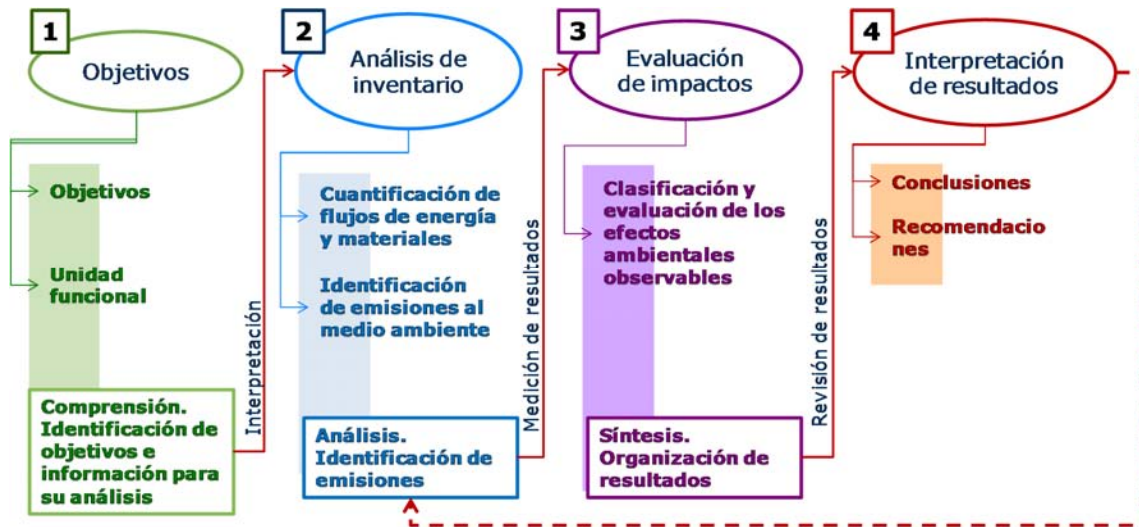 1
Objetivos
Objetivos
Unidad
funcional
Comprensión.
Identificación de
objetivos e
información para
su análisis
Interpretación
2
Análisis de
inventario
Cuantificación de
flujos de energía
y materiales
Identificación
de emisiones al
medio ambiente
Análisis.
Identificación de
emisiones
Medición de resultados
3
Evaluación
de impactos
Clasificación y
evaluación de los
efectos
ambientales
observables
Síntesis.
Organización de
resultados
Revisión de resultados
4
Interpretación
de resultados
Conclusiones
Recomendacio
nes